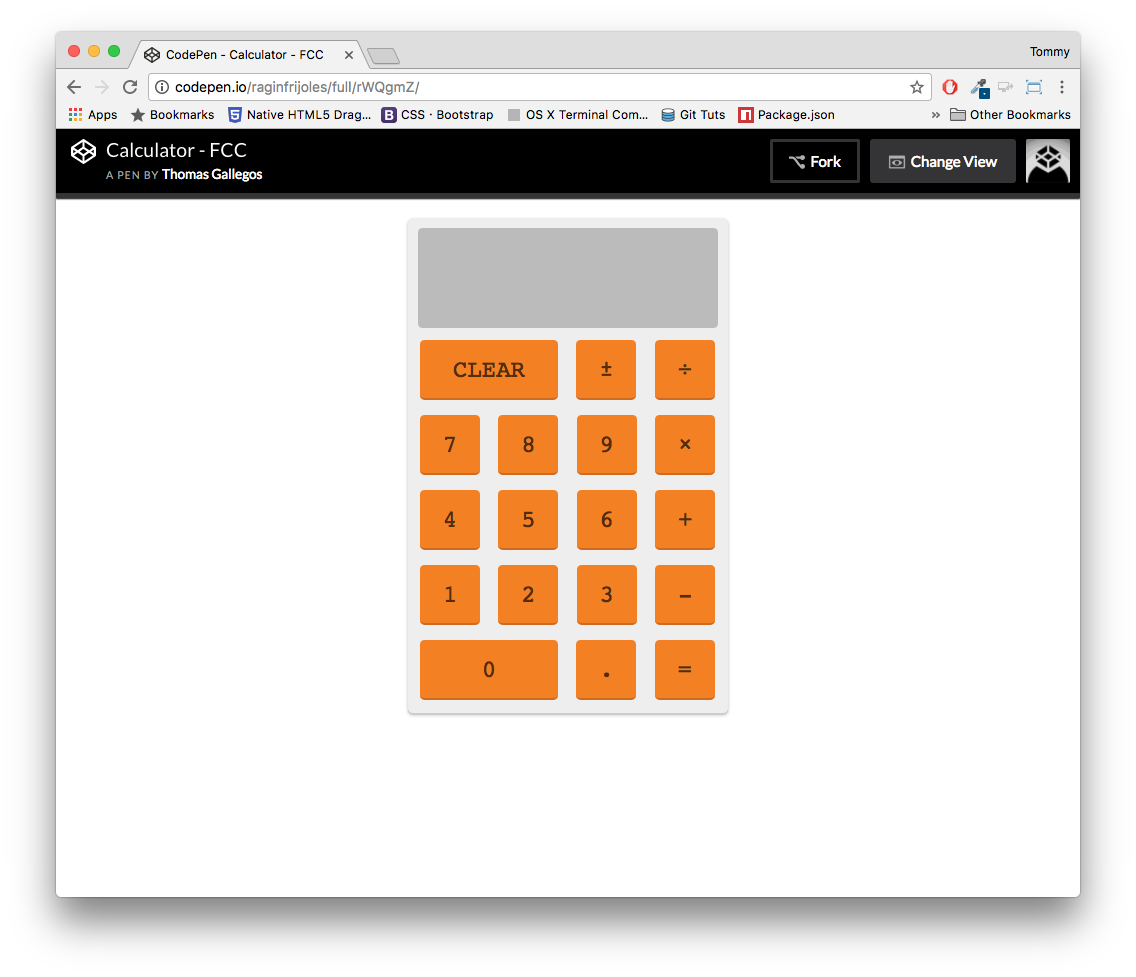 CodePen - Calculator - FCC
Tommy
codepen.io/raginfrijoles/full/rWQgmZ/
Apps Bookmarks Native HTML5 Drag... CSS · Bootstrap OS X Terminal Com... Git Tuts Package.json » Other Bookmarks
Calculator - FCC
A PEN BY Thomas Gallegos
Fork Change View
CLEAR ± ÷
7 8 9 ×
4 5 6 +
1 2 3 −
0 . =